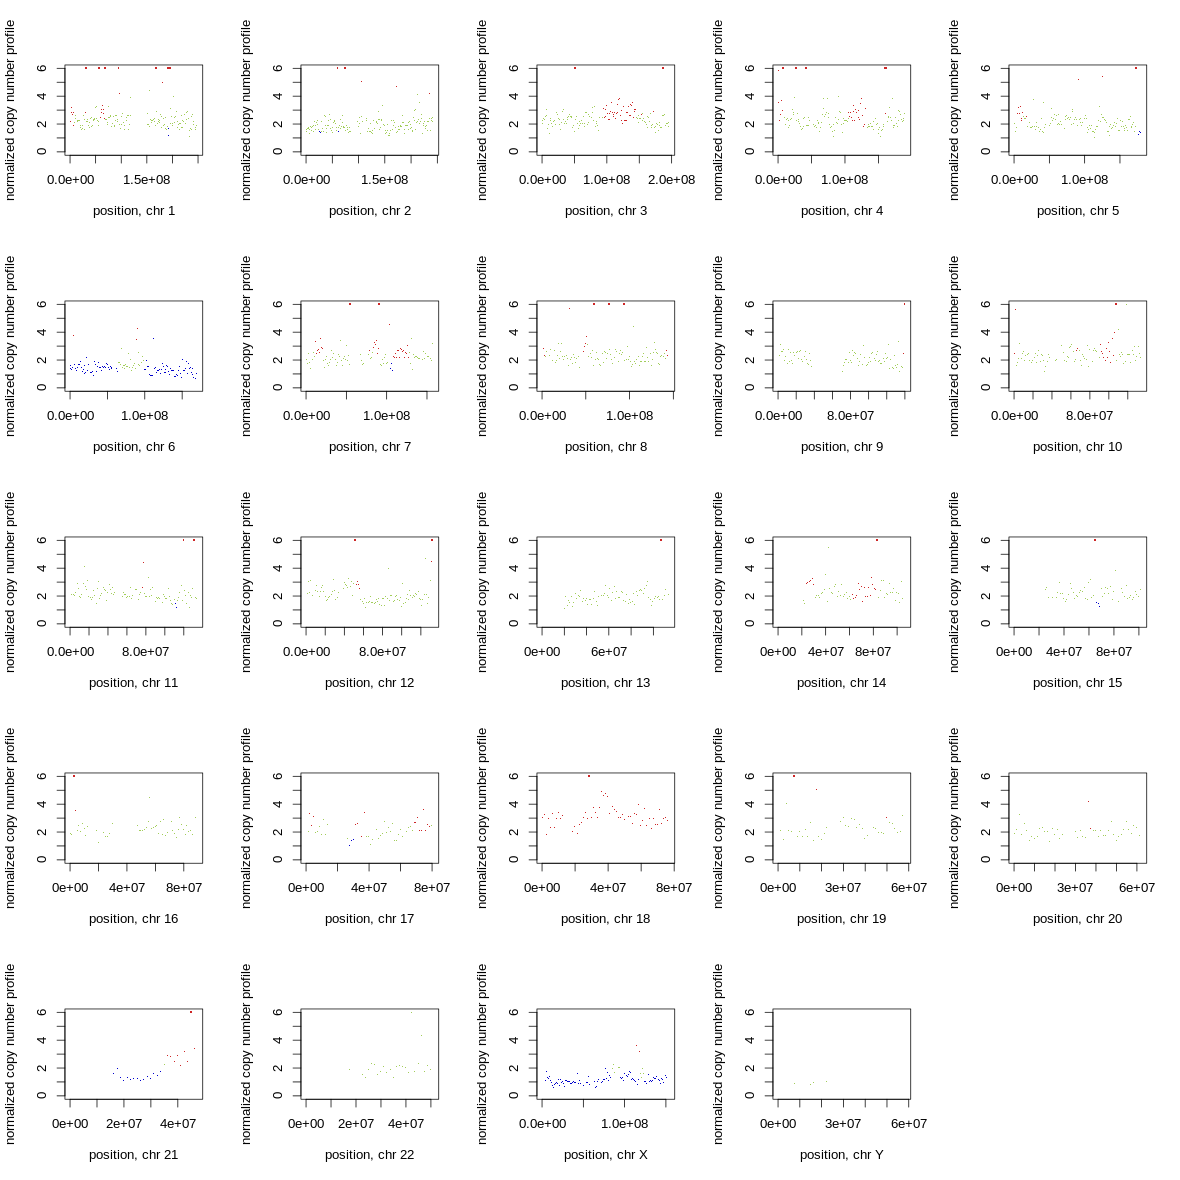 normalized copy number profile
0 2 4 6
0.0e+00 1.5e+08
position, chr 1
normalized copy number profile
0 2 4 6
0.0e+00 1.5e+08
position, chr 2
normalized copy number profile
0 2 4 6
0.0e+00 1.0e+08 2.0e+08
position, chr 3
normalized copy number profile
0 2 4 6
0.0e+00 1.0e+08
position, chr 4
normalized copy number profile
0 2 4 6
0.0e+00 1.0e+08
position, chr 5
normalized copy number profile
0 2 4 6
0.0e+00 1.0e+08
position, chr 6
normalized copy number profile
0 2 4 6
0.0e+00 1.0e+08
position, chr 7
normalized copy number profile
0 2 4 6
0.0e+00 1.0e+08
position, chr 8
normalized copy number profile
0 2 4 6
0.0e+00 8.0e+07
position, chr 9
normalized copy number profile
0 2 4 6
0.0e+00 8.0e+07
position, chr 10
normalized copy number profile
0 2 4 6
0.0e+00 8.0e+07
position, chr 11
normalized copy number profile
0 2 4 6
0.0e+00 8.0e+07
position, chr 12
normalized copy number profile
0 2 4 6
0e+00 6e+07
position, chr 13
normalized copy number profile
0 2 4 6
0e+00 4e+07 8e+07
position, chr 14
normalized copy number profile
0 2 4 6
0e+00 4e+07 8e+07
position, chr 15
normalized copy number profile
0 2 4 6
0e+00 4e+07 8e+07
position, chr 16
normalized copy number profile
0 2 4 6
0e+00 4e+07 8e+07
position, chr 17
normalized copy number profile
0 2 4 6
0e+00 4e+07 8e+07
position, chr 18
normalized copy number profile
0 2 4 6
0e+00 3e+07 6e+07
position, chr 19
normalized copy number profile
0 2 4 6
0e+00 3e+07 6e+07
position, chr 20
normalized copy number profile
0 2 4 6
0e+00 2e+07 4e+07
position, chr 21
normalized copy number profile
0 2 4 6
0e+00 2e+07 4e+07
position, chr 22
normalized copy number profile
0 2 4 6
0.0e+00 1.0e+08
position, chr X
normalized copy number profile
0 2 4 6
0e+00 3e+07 6e+07
position, chr Y